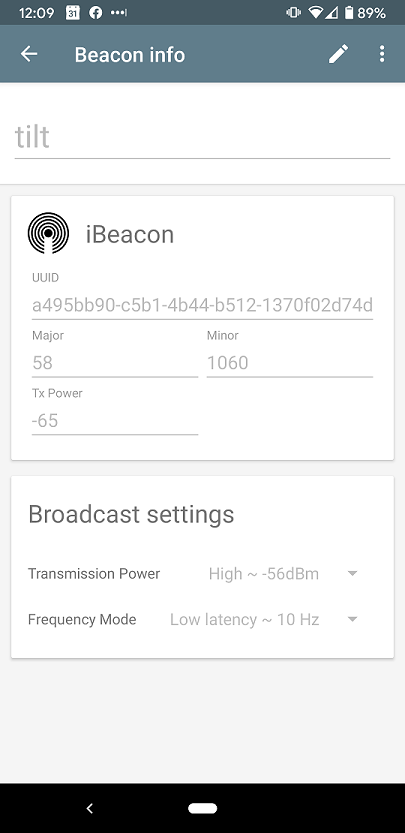 12:09 31 89%
Beacon info
tilt
iBeacon
UUID
a495bb90-c5b1-4b44-b512-1370f02d74d
Major Minor
58 1060
Tx Power
-65
Broadcast settings
Transmission Power High ~ -56dBm
Frequency Mode Low latency ~ 10 Hz